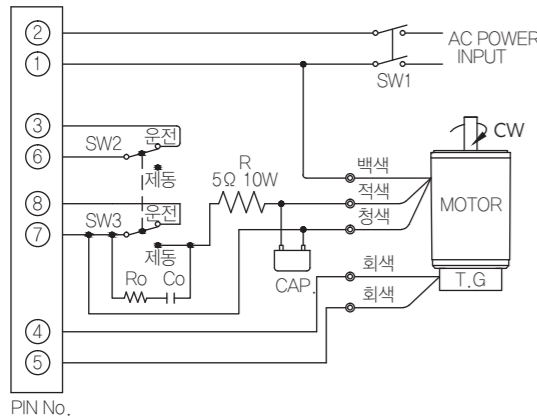 ②
①
AC POWER
INPUT
SW1
③
SW2
운전
⑥
CW
제동
R
5Ω 10W
백색
⑧
SW3
운전
적색
MOTOR
⑦
청색
제동
Ro
Co
CAP.
회색
T.G
④
회색
⑤
PIN No.